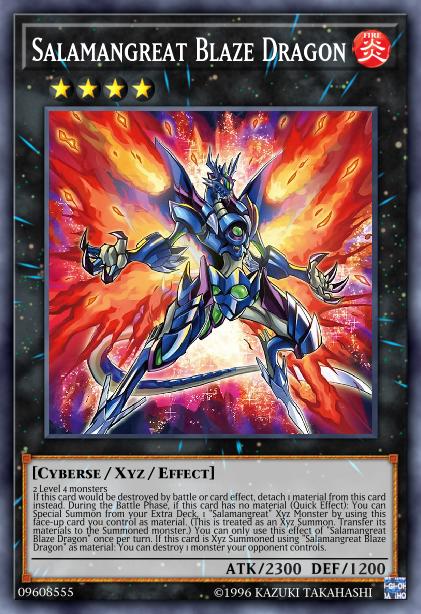 Salamangreat Blaze Dragon
FIRE
炎
[Cyberse / Xyz / Effect]
2 Level 4 monsters
If this card would be destroyed by battle or card effect, detach 1 material from this card
instead. During the Battle Phase, if this card has no material (Quick Effect): You can
Special Summon from your Extra Deck, 1 "Salamangreat" Xyz Monster by using this
face-up card you control as material. (This is treated as an Xyz Summon. Transfer its
materials to the Summoned monster.) You can only use this effect of "Salamangreat
Blaze Dragon" once per turn. If this card is Xyz Summoned using "Salamangreat Blaze
Dragon" as material: You can destroy 1 monster your opponent controls.
ATK/2300 DEF/1200
09608555
©1996 KAZUKI TAKAHASHI